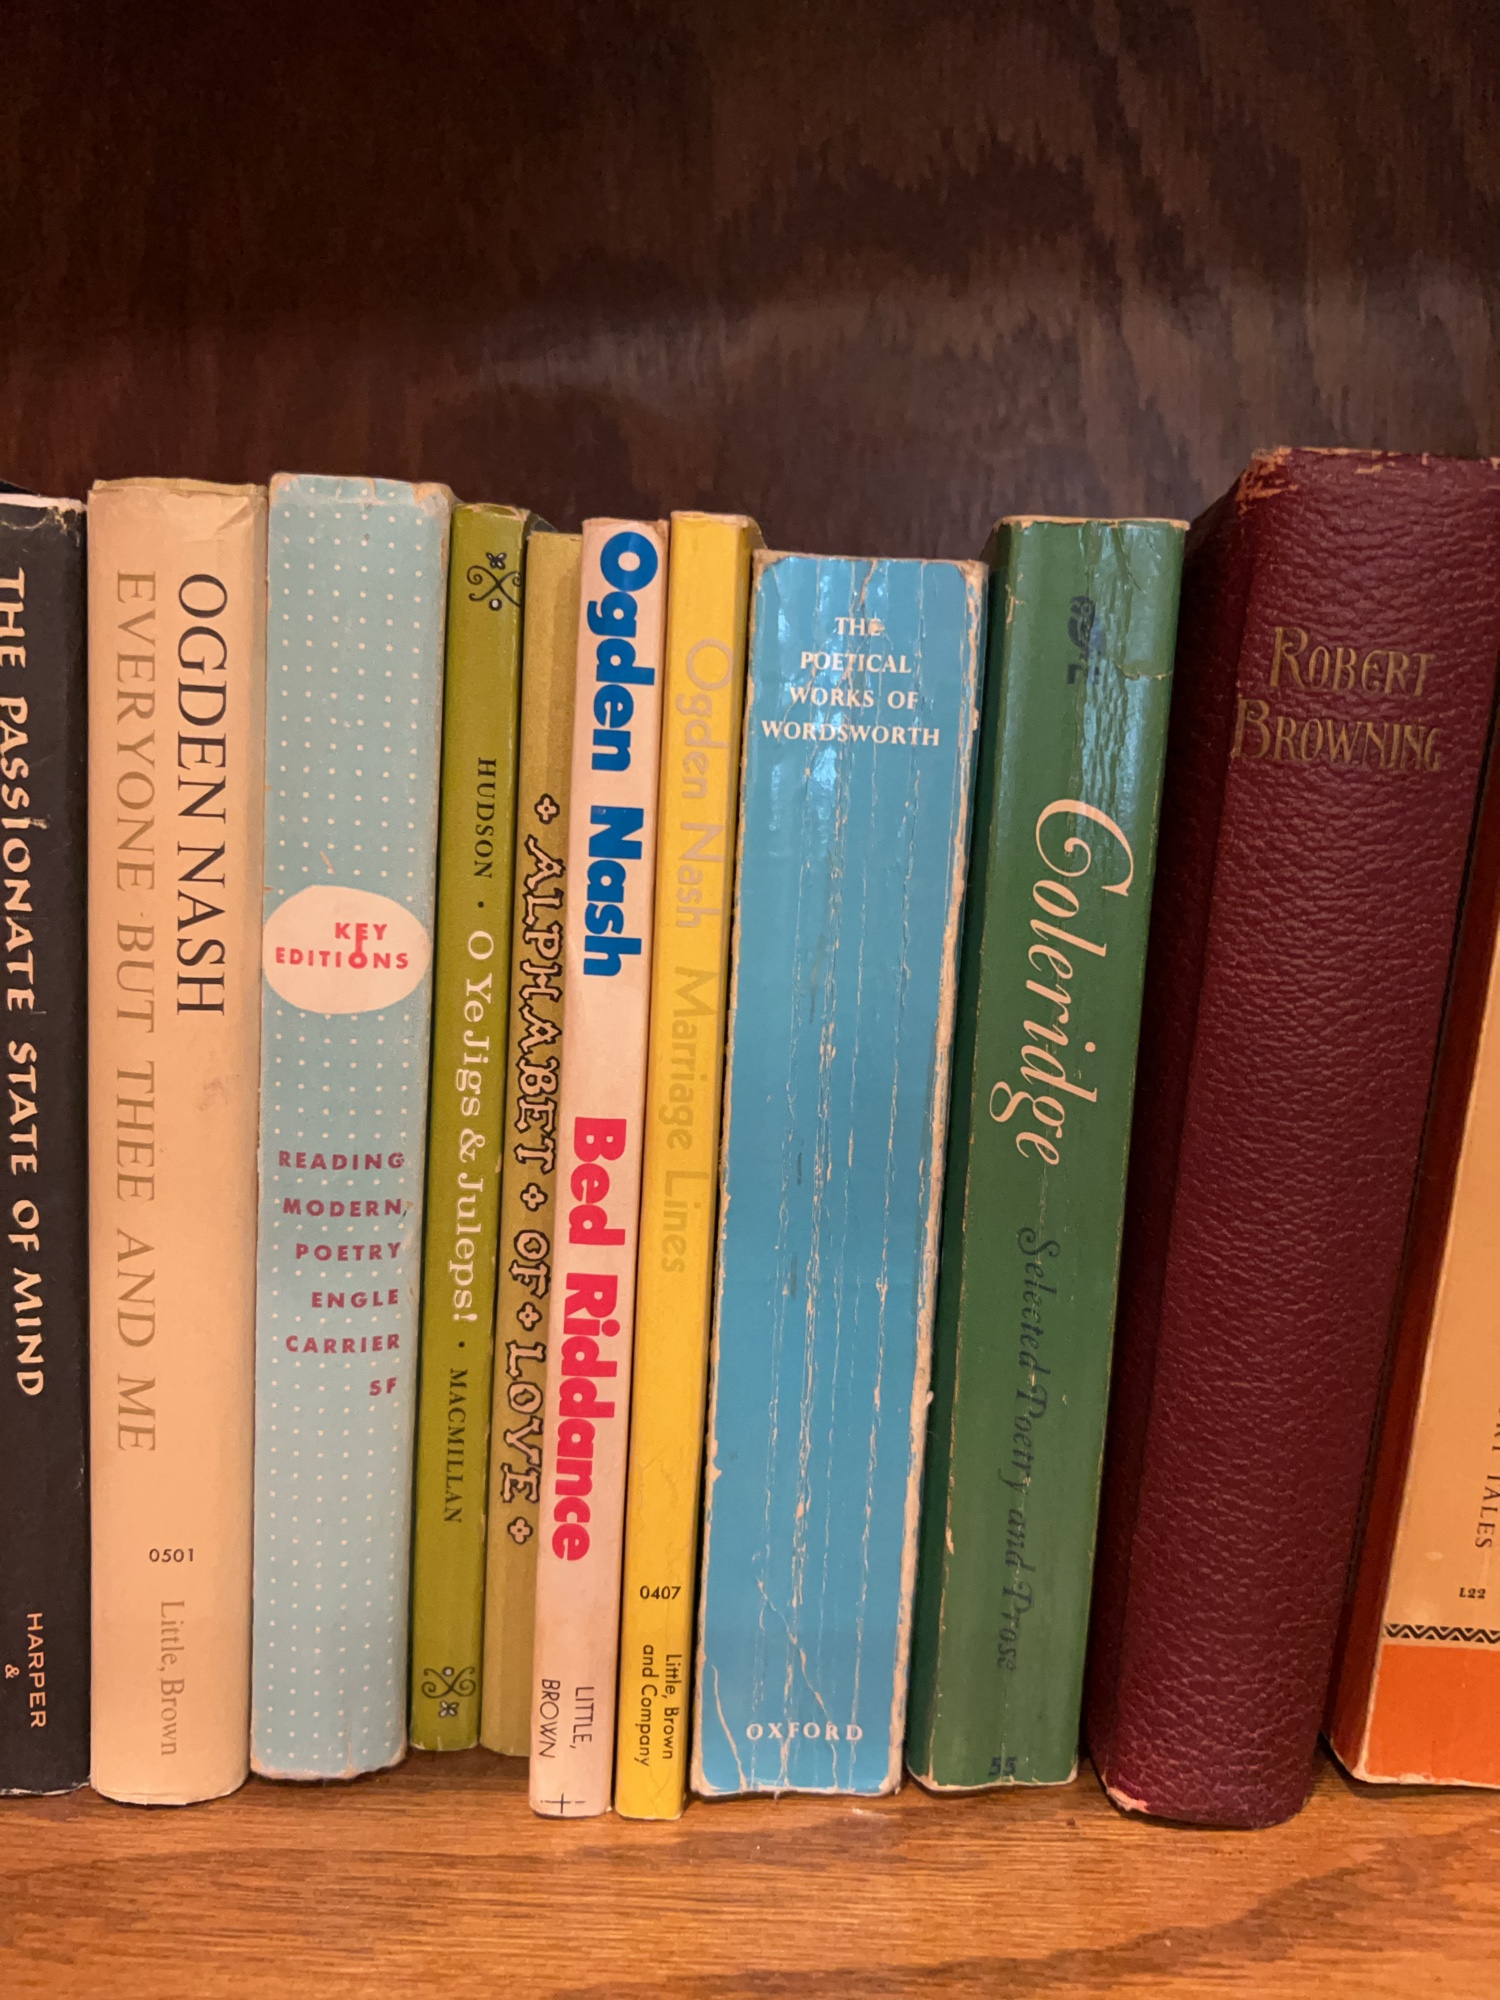 THE PASSIONATE STATE OF MIND
HARPER
&
OGDEN NASH
EVERYONE BUT THEE AND ME
0501
Little, Brown
KEY
EDITIONS
READING
MODERN
POETRY
ENGLE
CARRIER
SF
HUDSON · O Ye Jigs & Juleps! · MACMILLAN
ALPHABET OF LOVE
Ogden Nash Bed Riddance
LITTLE,
BROWN
Ogden Nash Marriage Lines
0407
Little, Brown
and Company
THE
POETICAL
WORKS OF
WORDSWORTH
OXFORD
Coleridge Selected Poetry and Prose
55
ROBERT
BROWNING
TALES
L22